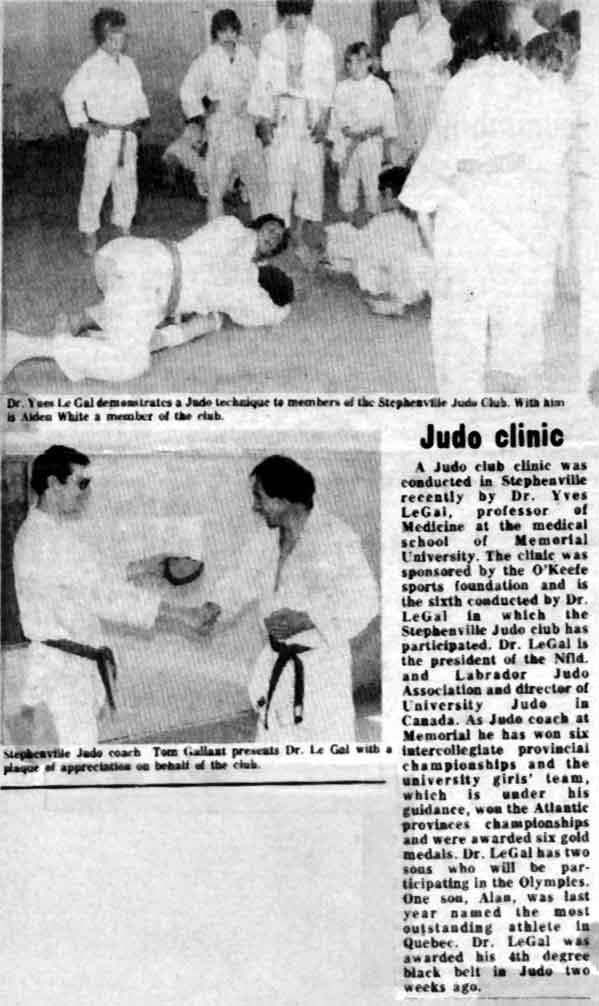 Dr. Yves Le Gal demonstrates a Judo technique to members of the Stephenville Judo Club. With him
is Aiden White a member of the club.
Stephenville Judo coach Tom Gallant presents Dr. Le Gal with a
plaque of appreciation on behalf of the club.
Judo clinic
A Judo club clinic was
conducted in Stephenville
recently by Dr. Yves
LeGal, professor of
Medicine at the medical
school of Memorial
University. The clinic was
sponsored by the O'Keefe
sports foundation and is
the sixth conducted by Dr.
LeGal in which the
Stephenville Judo club has
participated. Dr. LeGal is
the president of the Nfld.
and Labrador Judo
Association and director of
University Judo in
Canada. As Judo coach at
Memorial he has won six
intercollegiate provincial
championships and the
university girls' team,
which is under his
guidance, won the Atlantic
provinces championships
and were awarded six gold
medals. Dr. LeGal has two
sons who will be par-
ticipating in the Olympics.
One son, Alan, was last
year named the most
outstanding athlete in
Quebec. Dr. LeGal was
awarded his 4th degree
black belt in Judo two
weeks ago.